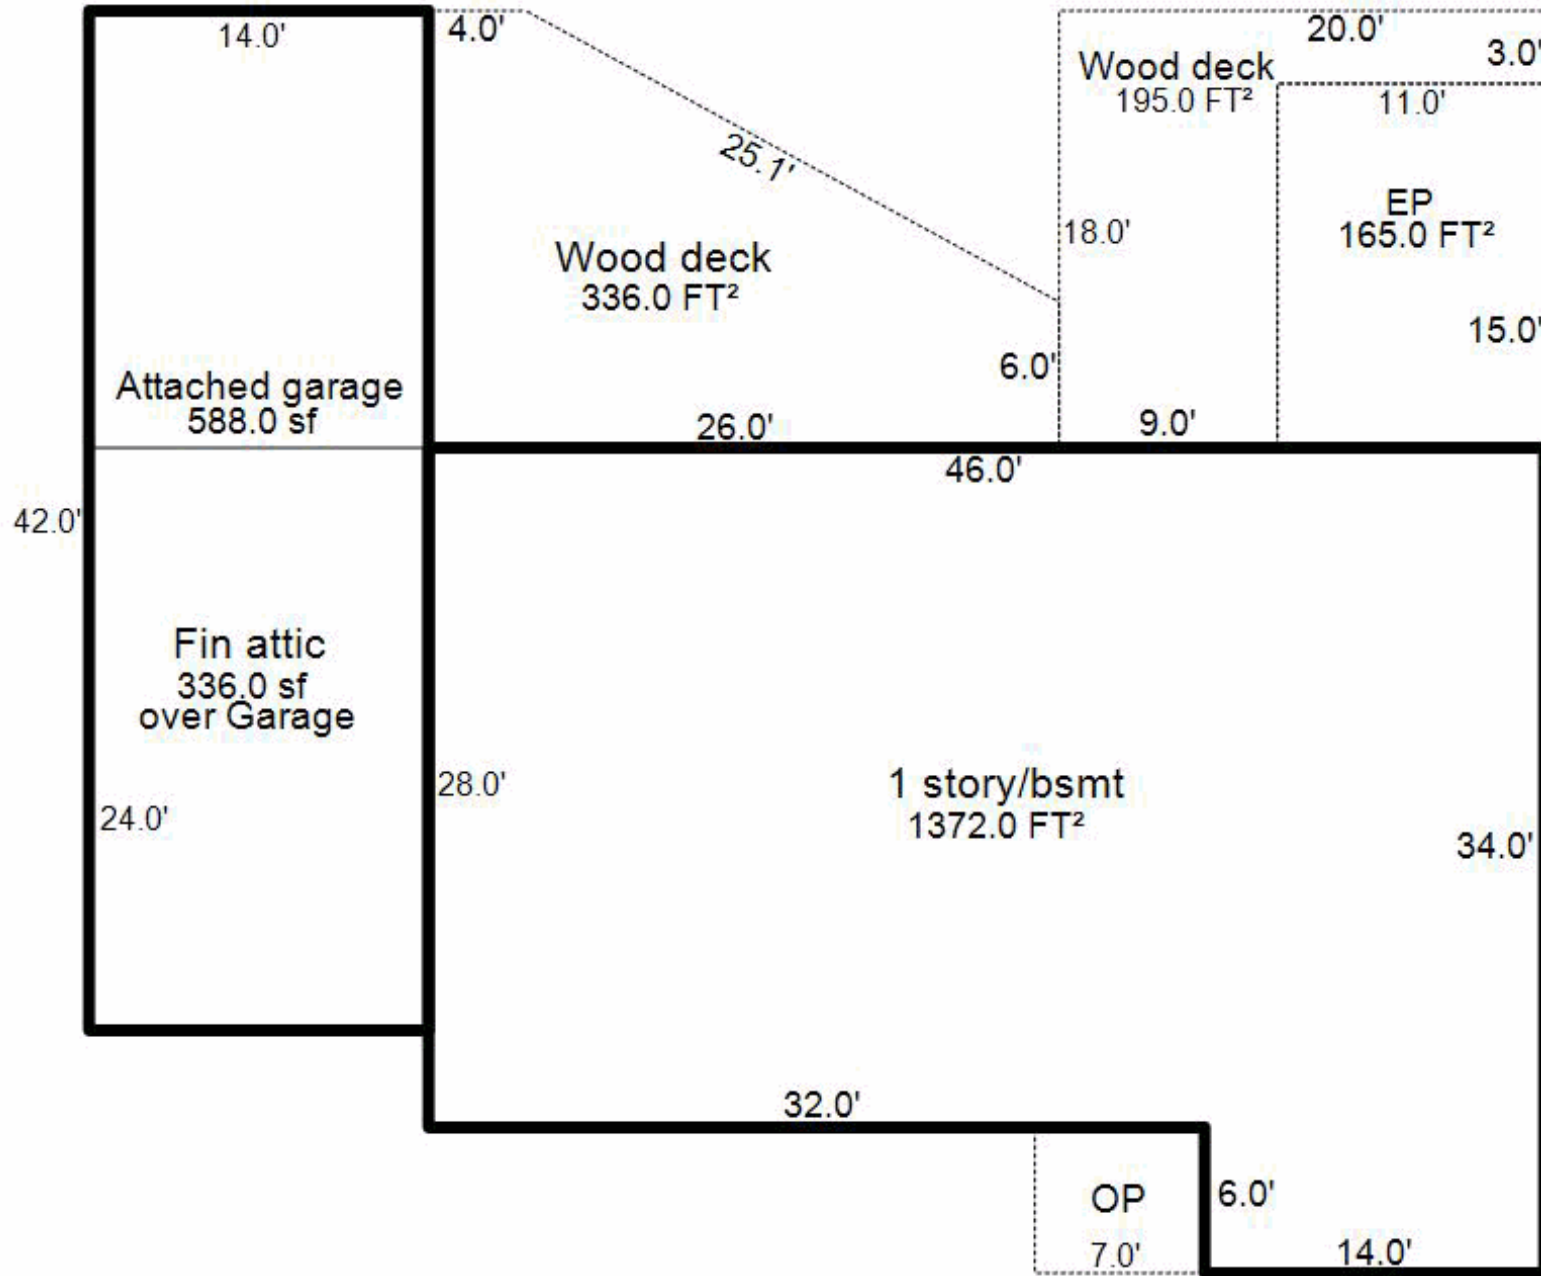 14.0'
4.0'
20.0'
3.0'
Wood deck
195.0 FT²
11.0'
25.1'
EP
165.0 FT²
18.0'
Wood deck
336.0 FT²
15.0'
6.0'
Attached garage
588.0 sf
26.0'
9.0'
46.0'
42.0'
Fin attic
336.0 sf
over Garage
28.0'
1 story/bsmt
1372.0 FT²
24.0'
34.0'
32.0'
OP
6.0'
7.0'
14.0'